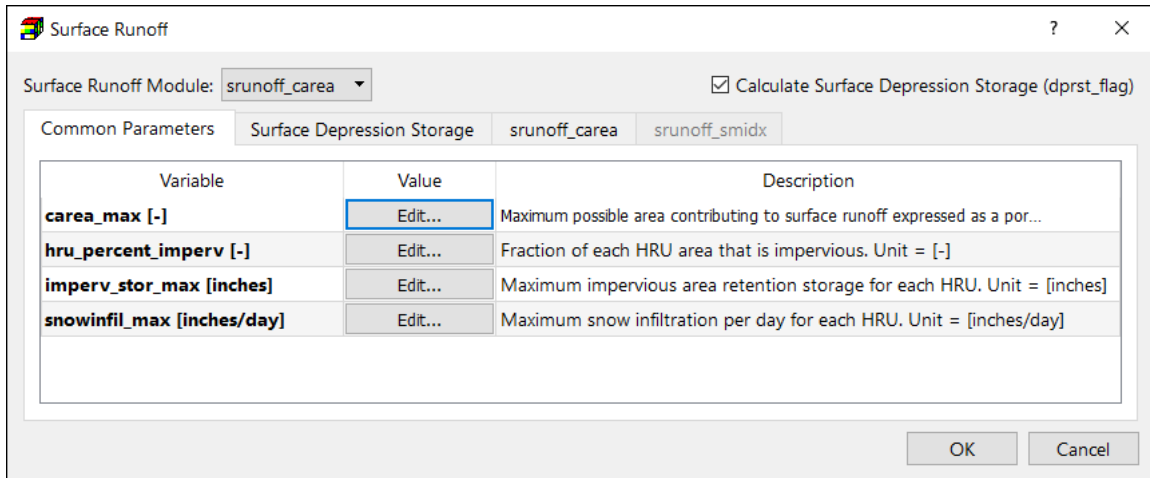 Surface Runoff ? ×
Surface Runoff Module: srunoff_carea Calculate Surface Depression Storage (dprst_flag)
Common Parameters Surface Depression Storage srunoff_carea srunoff_smidx
Variable Value Description
carea_max [-] Edit... Maximum possible area contributing to surface runoff expressed as a por...
hru_percent_imperv [-] Edit... Fraction of each HRU area that is impervious. Unit = [-]
imperv_stor_max [inches] Edit... Maximum impervious area retention storage for each HRU. Unit = [inches]
snowinfil_max [inches/day] Edit... Maximum snow infiltration per day for each HRU. Unit = [inches/day]
OK Cancel